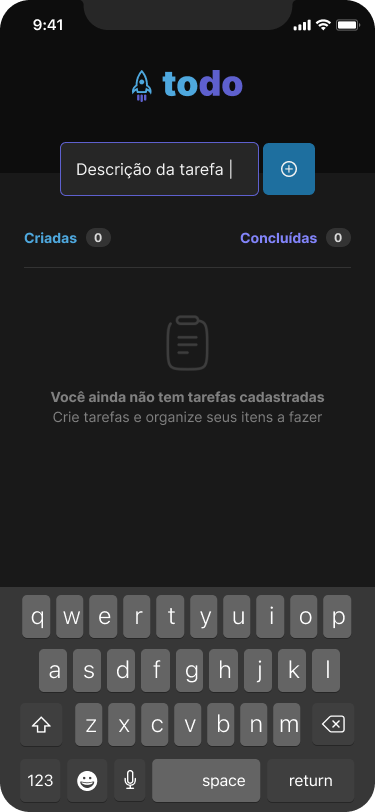 9:41
todo
Descrição da tarefa |
Criadas 0 Concluídas 0
Você ainda não tem tarefas cadastradas
Crie tarefas e organize seus itens a fazer
q w e r t y u i o p
a s d f g h j k l
z x c v b n m
123 space return